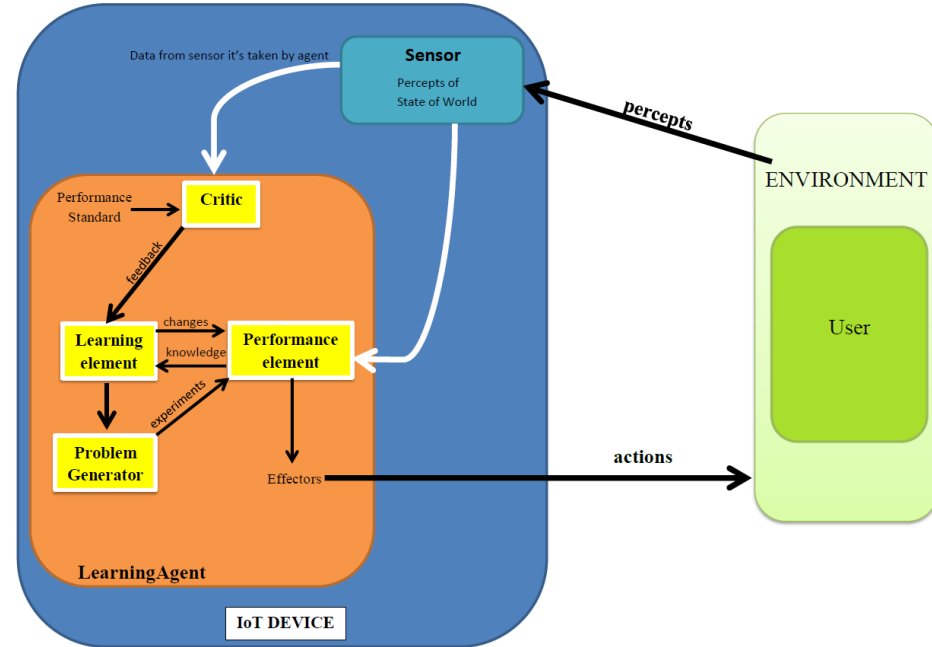 Data from sensor it's taken by agent
Sensor
Percepts of
State of World
percepts
ENVIRONMENT
User
Performance
Standard
Critic
feedback
Learning
element
changes
knowledge
Performance
element
experiments
Problem
Generator
Effectors
actions
LearningAgent
IoT DEVICE